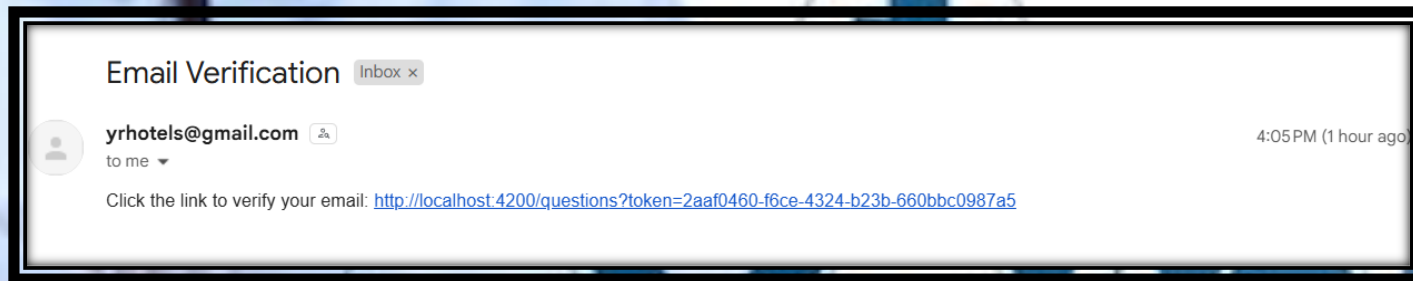 Email Verification Inbox ×
yrhotels@gmail.com
4:05 PM (1 hour ago)
to me
Click the link to verify your email: http://localhost:4200/questions?token=2aaf0460-f6ce-4324-b23b-660bbc0987a5